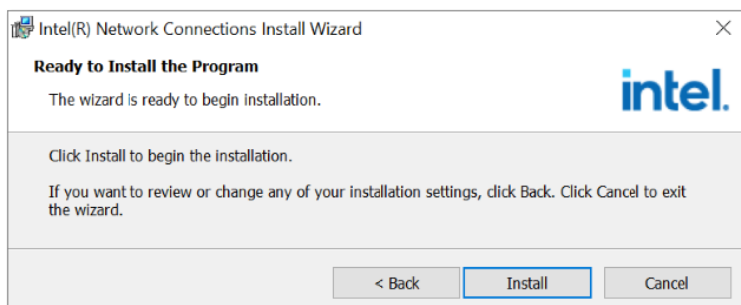 Intel(R) Network Connections Install Wizard
Ready to Install the Program
The wizard is ready to begin installation.
intel.
Click Install to begin the installation.
If you want to review or change any of your installation settings, click Back. Click Cancel to exit
the wizard.
< Back
Install
Cancel